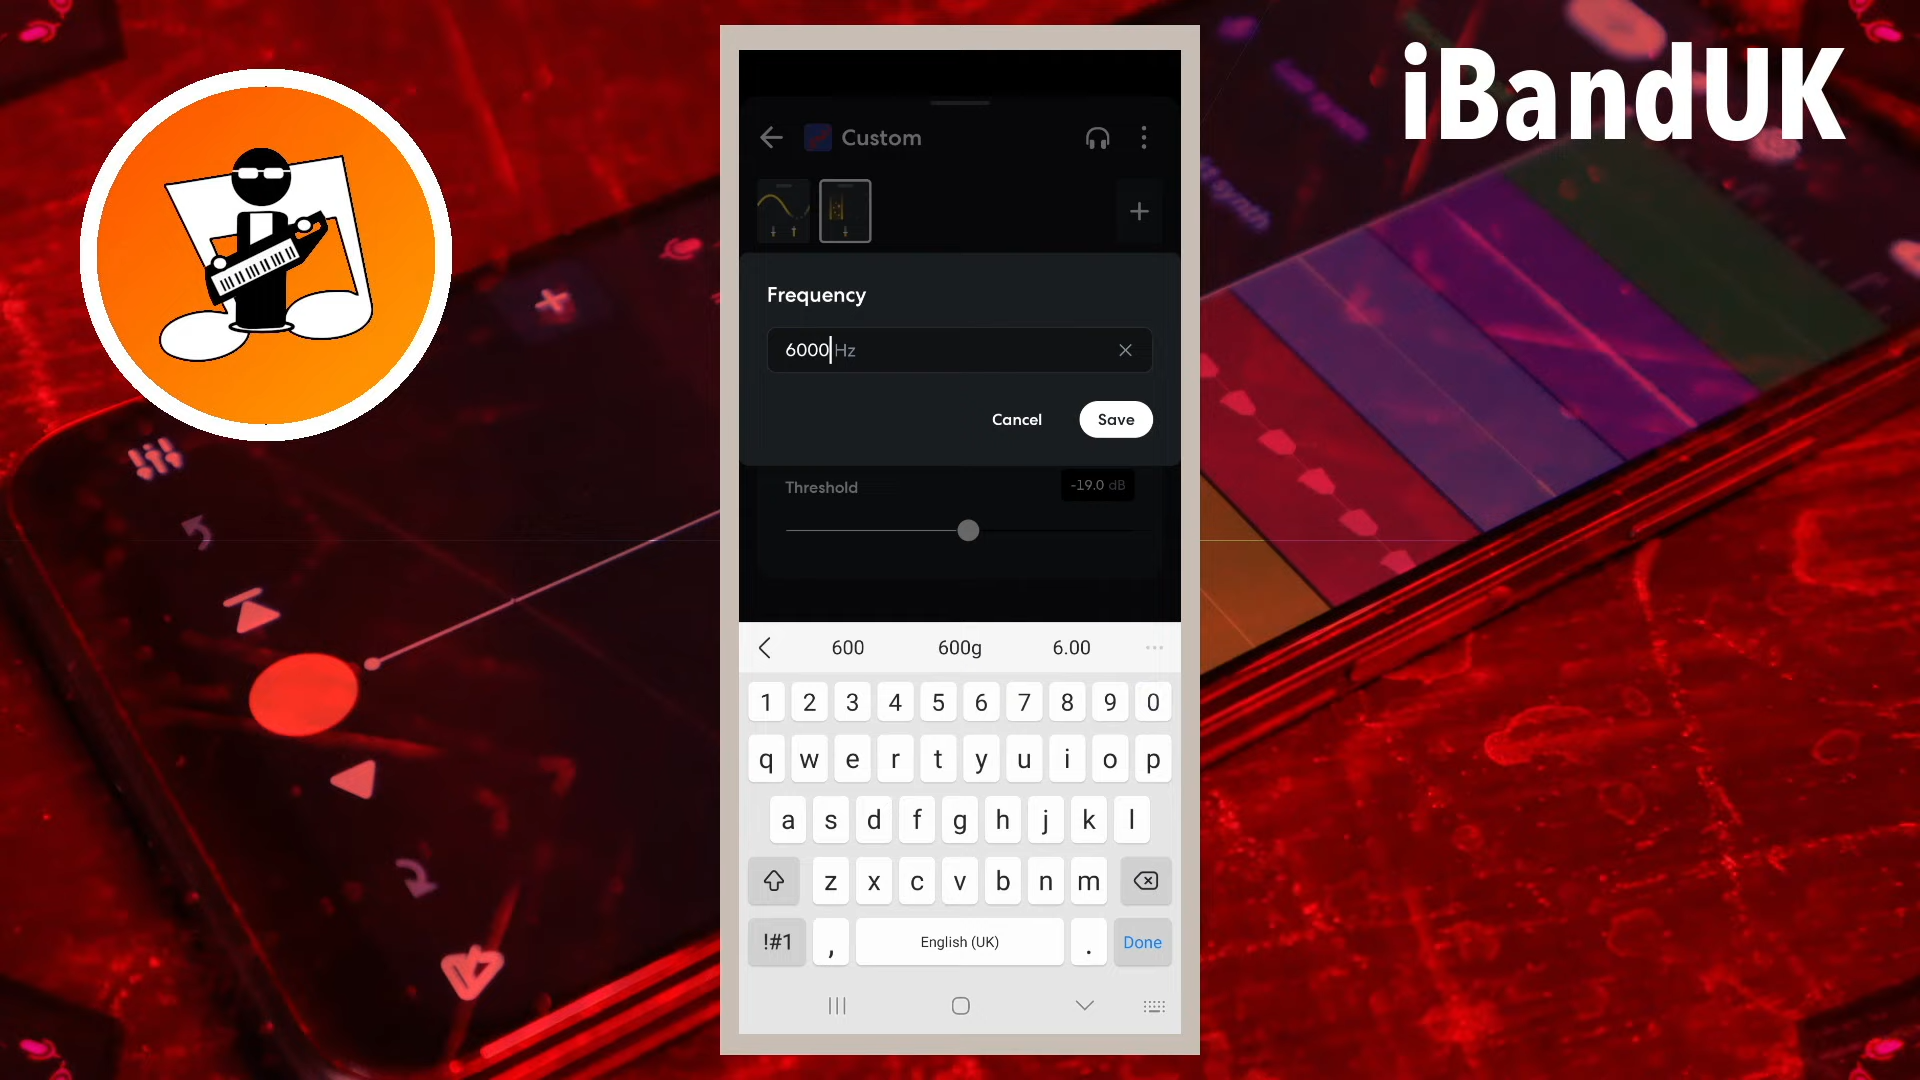 iBandUK
Custom
Frequency
6000 Hz
Cancel
Save
Threshold
-19.0 dB
600
600g
6.00
1 2 3 4 5 6 7 8 9 0
q w e r t y u i o p
a s d f g h j k l
z x c v b n m
!#1 , English (UK) . Done
synth